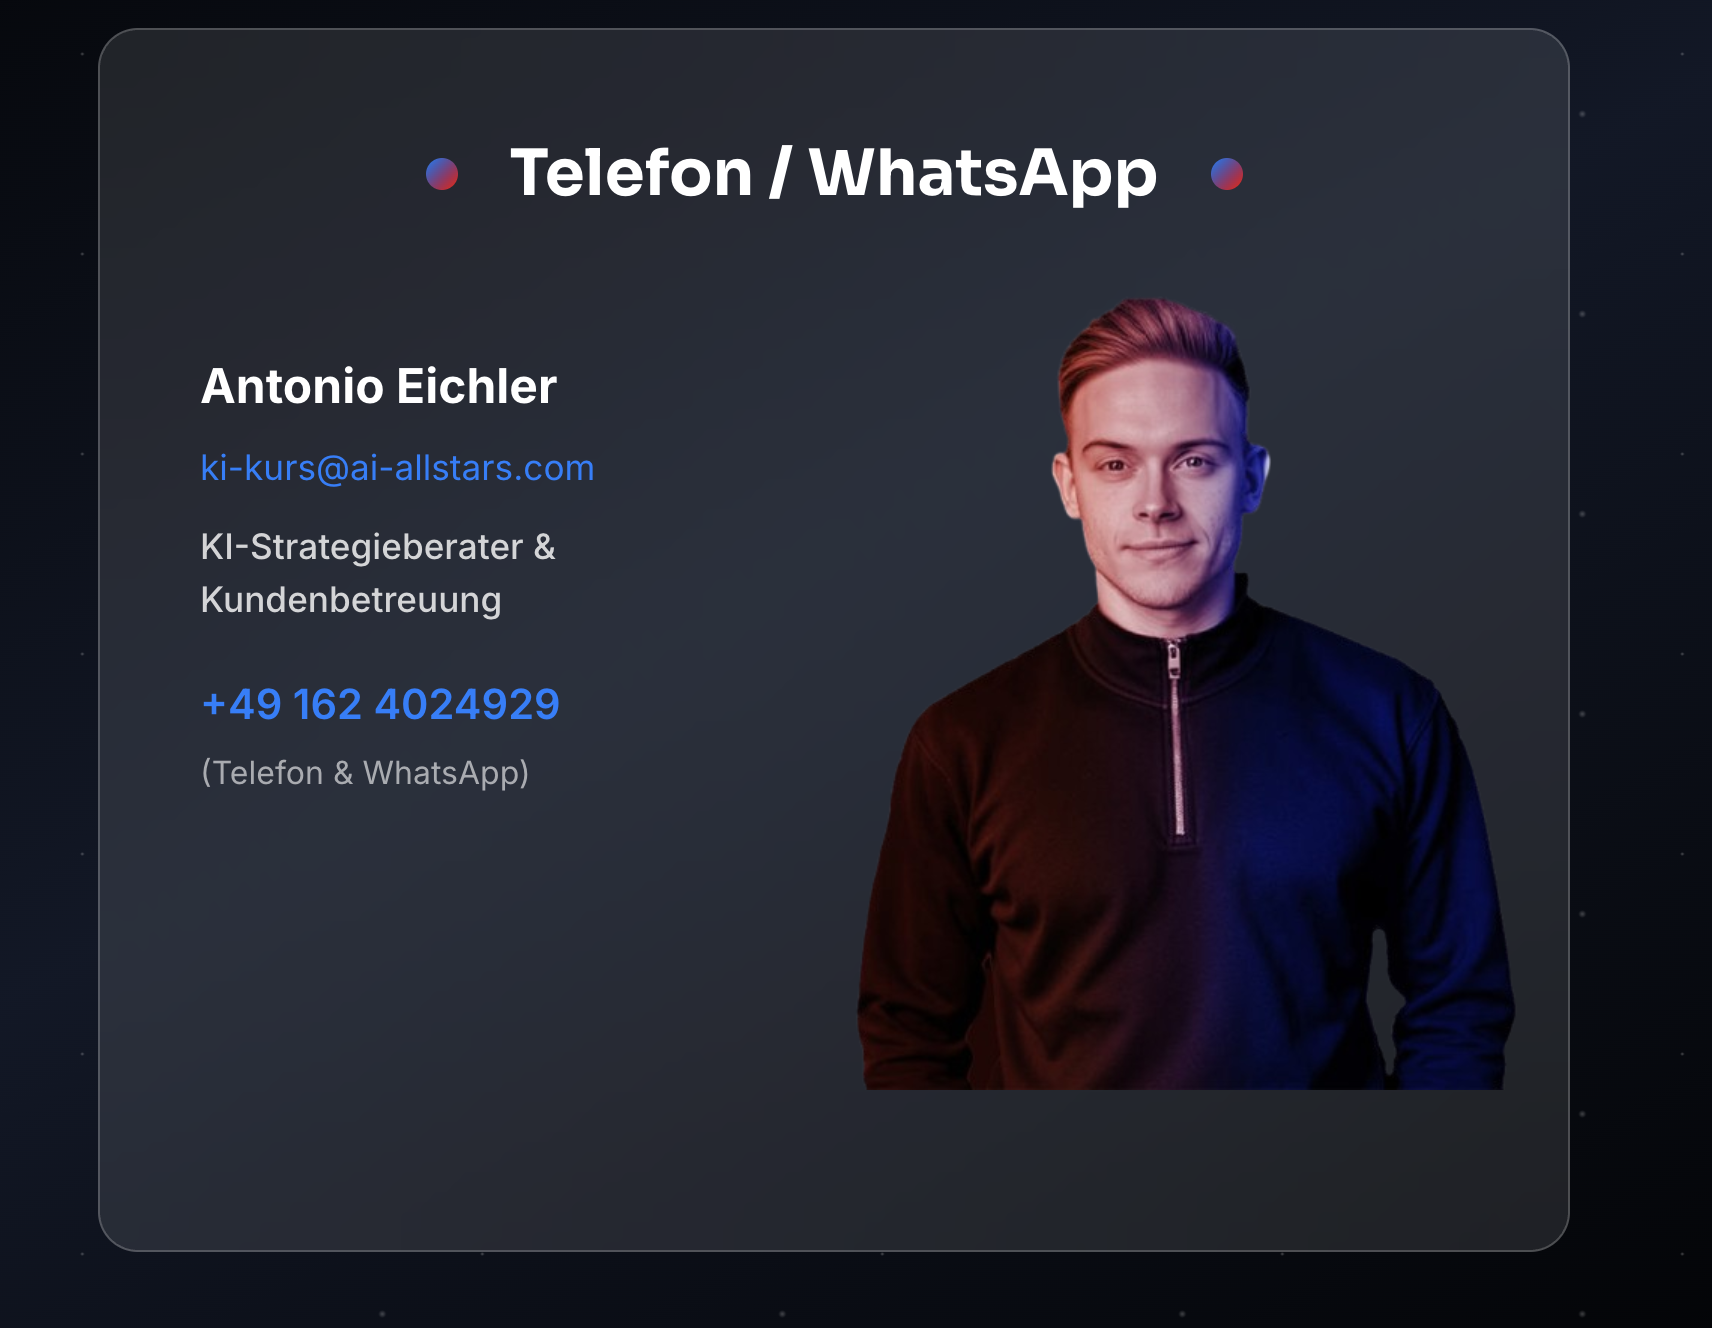 Telefon / WhatsApp
Antonio Eichler
ki-kurs@ai-allstars.com
KI-Strategieberater &
Kundenbetreuung
+49 162 4024929
(Telefon & WhatsApp)